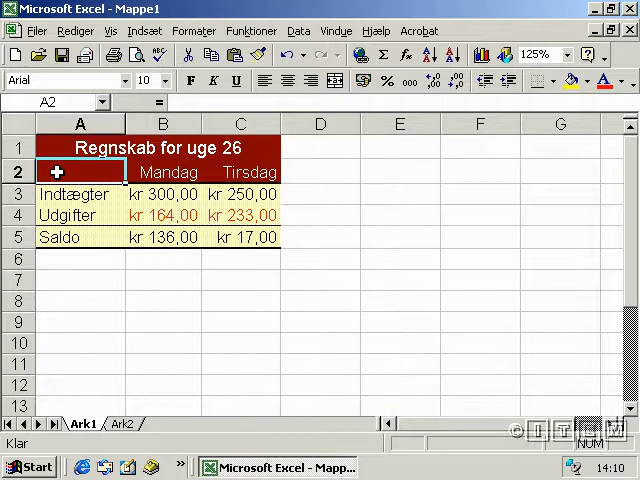 Microsoft Excel - Mappe1
Filer Rediger Vis Indsæt Formater Funktioner Data Vindue Hjælp Acrobat
125%
Arial 10 F K U % 000
A2 =
A B C D E F G
1 Regnskab for uge 26
2 Mandag Tirsdag
3 Indtægter kr 300,00 kr 250,00
4 Udgifter kr 164,00 kr 233,00
5 Saldo kr 136,00 kr 17,00
6
7
8
9
10
11
12
13
Ark1 Ark2
© I T L M
Klar NUM
Start Microsoft Excel - Mapp... 14:10